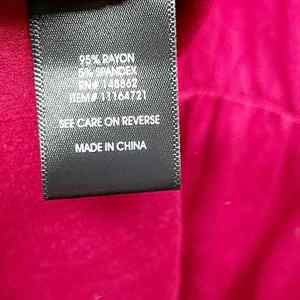 95% RAYON
5% SPANDEX
RN# 148862
ITEM# 11164721
SEE CARE ON REVERSE
MADE IN CHINA